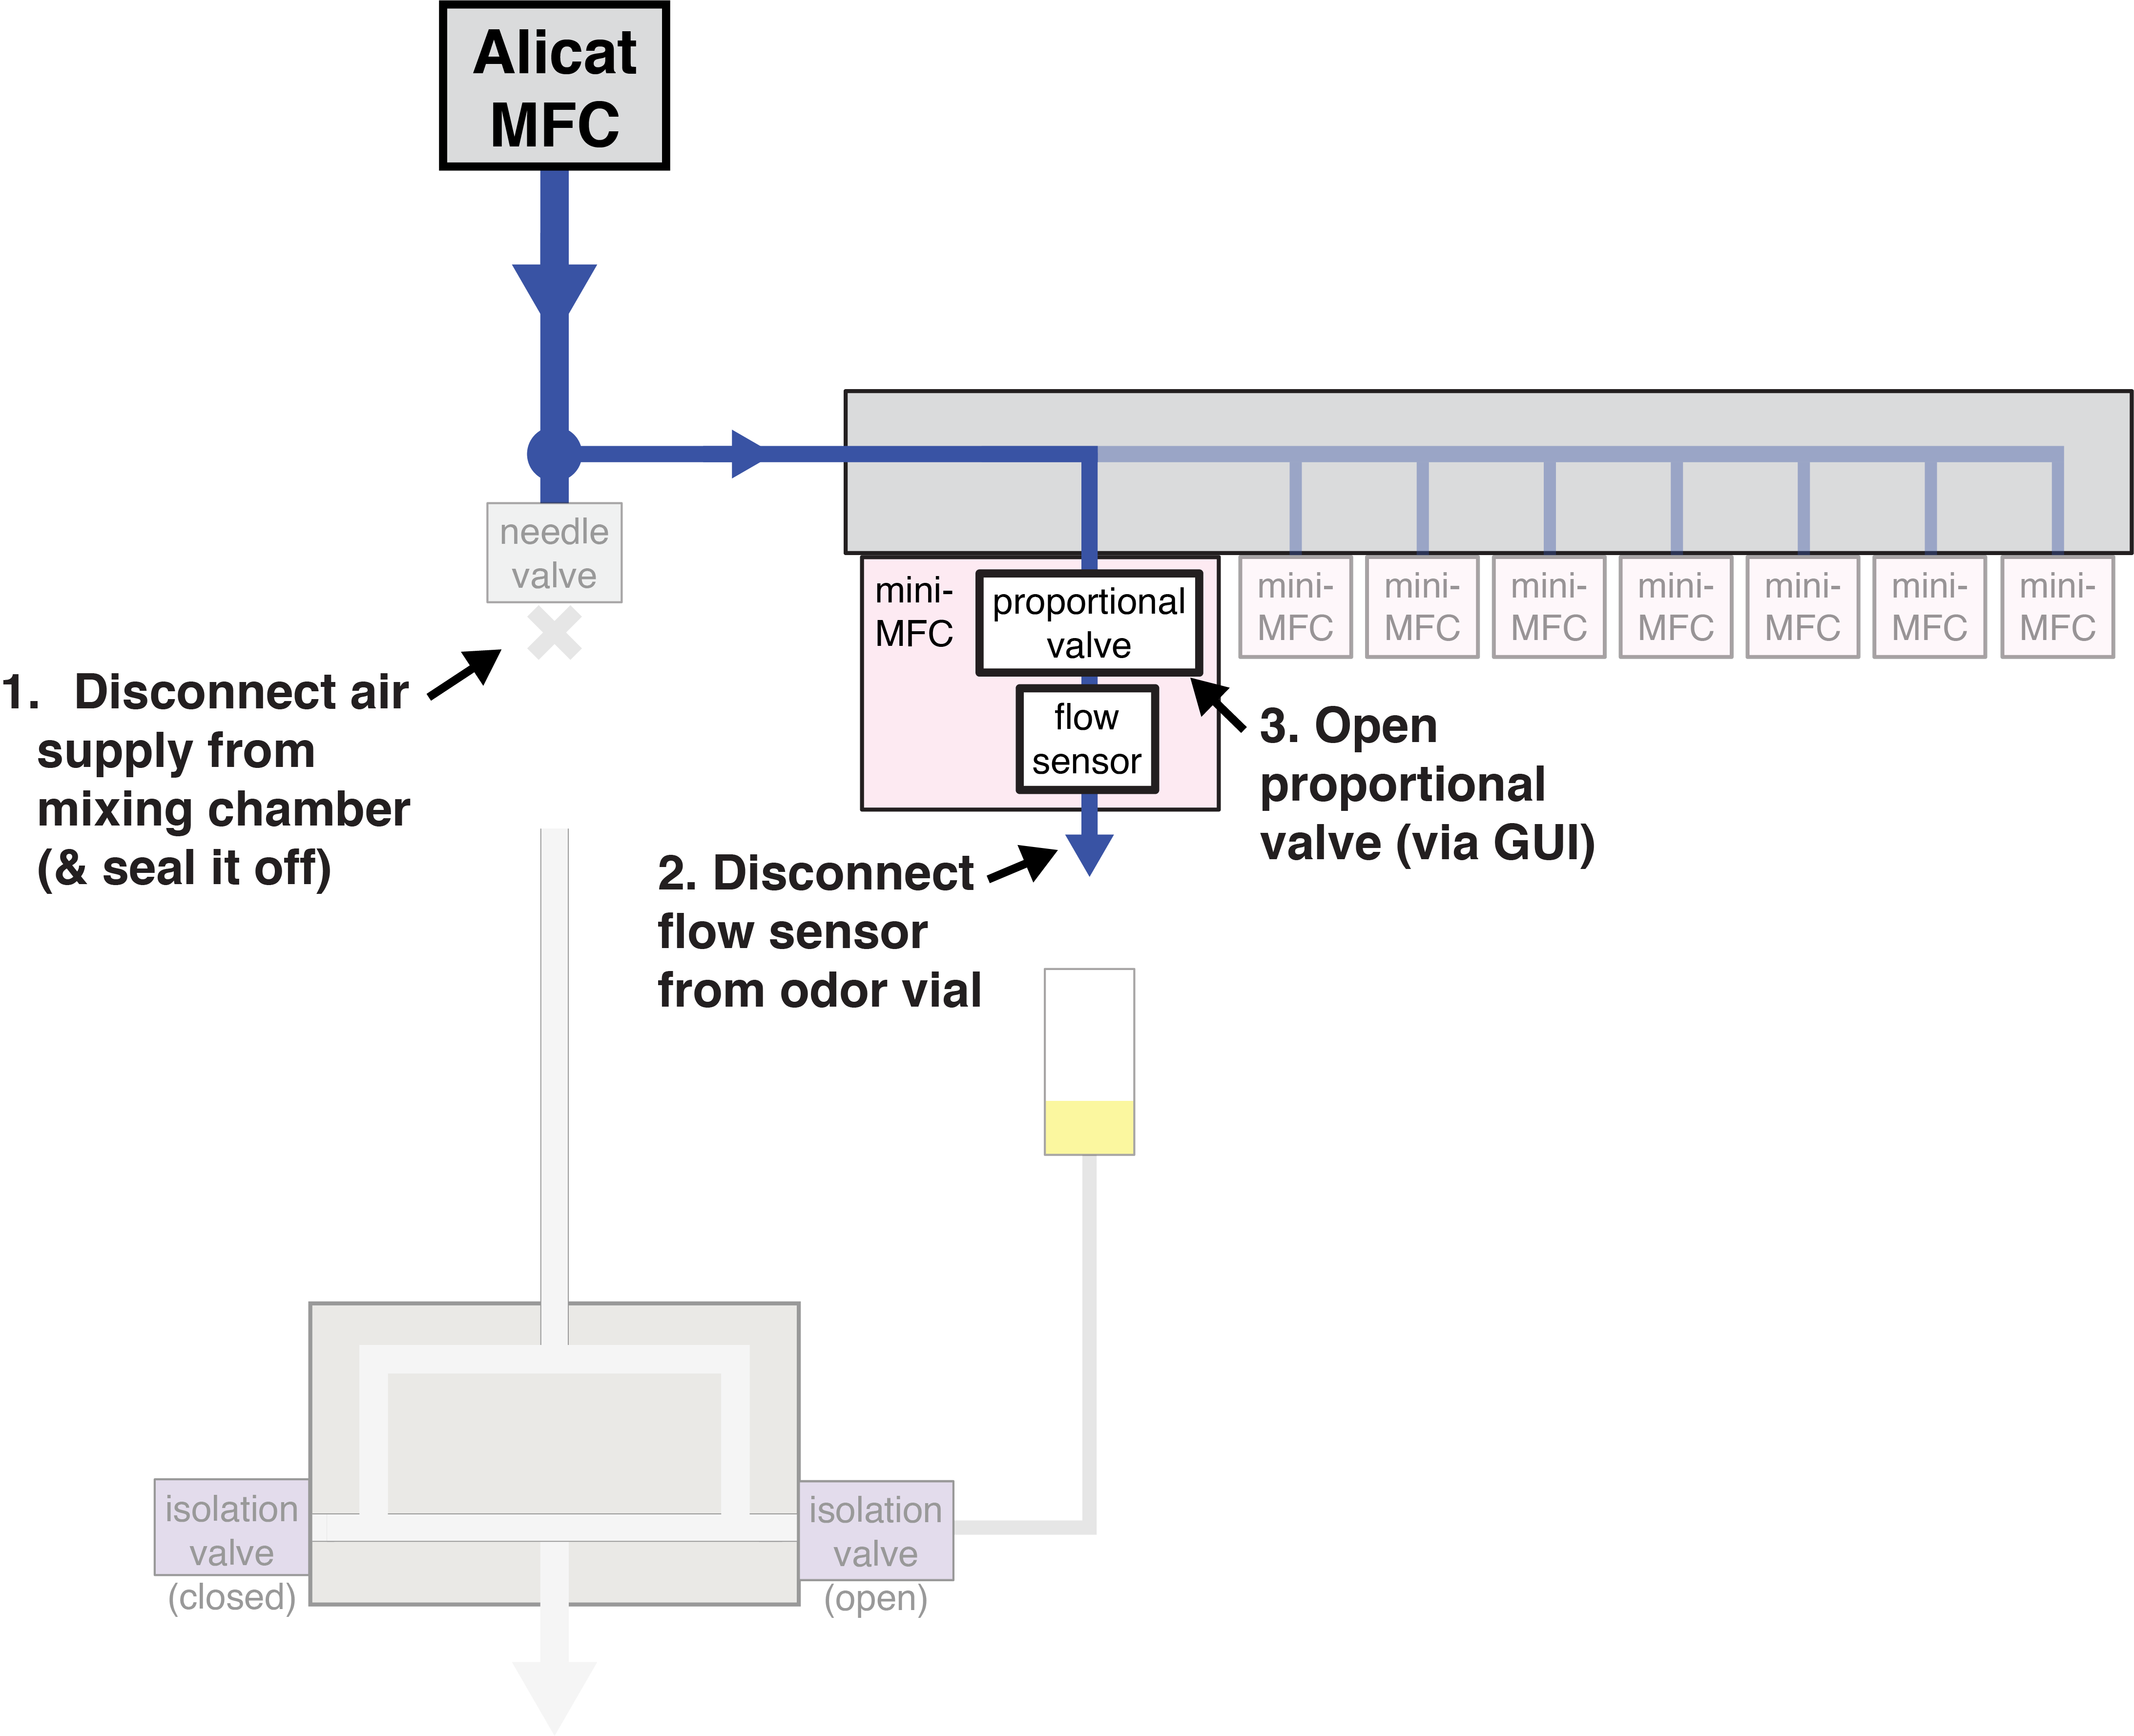 Alicat
MFC
needle
valve
mini-
MFC
proportional
valve
flow
sensor
mini-
MFC
mini-
MFC
mini-
MFC
mini-
MFC
mini-
MFC
mini-
MFC
mini-
MFC
1. Disconnect air
supply from
mixing chamber
(& seal it off)
2. Disconnect
flow sensor
from odor vial
3. Open
proportional
valve (via GUI)
isolation
valve
(closed)
isolation
valve
(open)